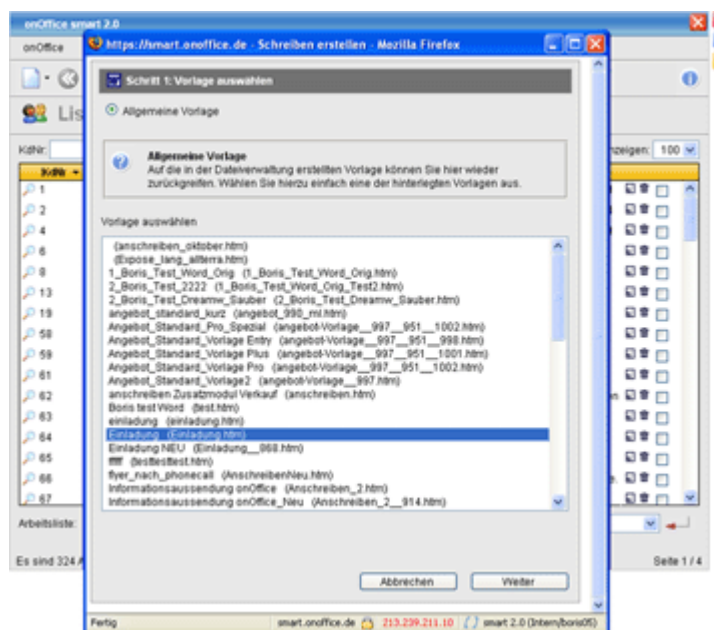 onOffice smart 2.0
https://smart.onoffice.de - Schreiben erstellen - Mozilla Firefox
onOffice
Schritt 1: Vorlage auswählen
Lis
Allgemeine Vorlage
KdNr:
nzeigen: 100
Allgemeine Vorlage
Auf die in der Dateiverwaltung erstellten Vorlage können Sie hier wieder
zurückgreifen. Wählen Sie hierzu einfach eine der hinterlegten Vorlagen aus.
KdNr
1
2
4
6
8
13
19
58
59
61
62
63
64
65
66
67
Vorlage auswählen
(anschreiben_oktober.htm)
(Expose_lang_allterra.htm)
1_Boris_Test_Word_Orig (1_Boris_Test_Word_Orig.htm)
2_Boris_Test_2222 (1_Boris_Test_Word_Orig_Test2.htm)
2_Boris_Test_Dreamw_Sauber (2_Boris_Test_Dreamw_Sauber.htm)
angebot_standard_kurz (angebot_990_ml.htm)
Angebot_Standard_Pro_Spezial (angebot-Vorlage__997__951__1002.htm)
Angebot_Standard_Vorlage Entry (angebot-Vorlage__997__951__998.htm)
Angebot_Standard_Vorlage Plus (angebot-Vorlage__997__951__1001.htm)
Angebot_Standard_Vorlage Pro (angebot-Vorlage__997__951__1002.htm)
Angebot_Standard_Vorlage2 (angebot-Vorlage__997.htm)
anschreiben Zusatzmodul Verkauf (anschreiben.htm)
Boris test Word (test.htm)
einladung (einladung.htm)
Einladung (Einladung.htm)
Einladung NEU (Einladung__868.htm)
ffffff (testtesttest.htm)
flyer_nach_phonecall (AnschreibenNeu.htm)
Informationsaussendung onOffice (Anschreiben_2.htm)
Informationsaussendung onOffice_Neu (Anschreiben_2__914.htm)
Arbeitsliste:
Es sind 324 A
Seite 1 / 4
Abbrechen
Weiter
Fertig
smart.onoffice.de
213.239.211.10
smart 2.0 (Intern/boris05)